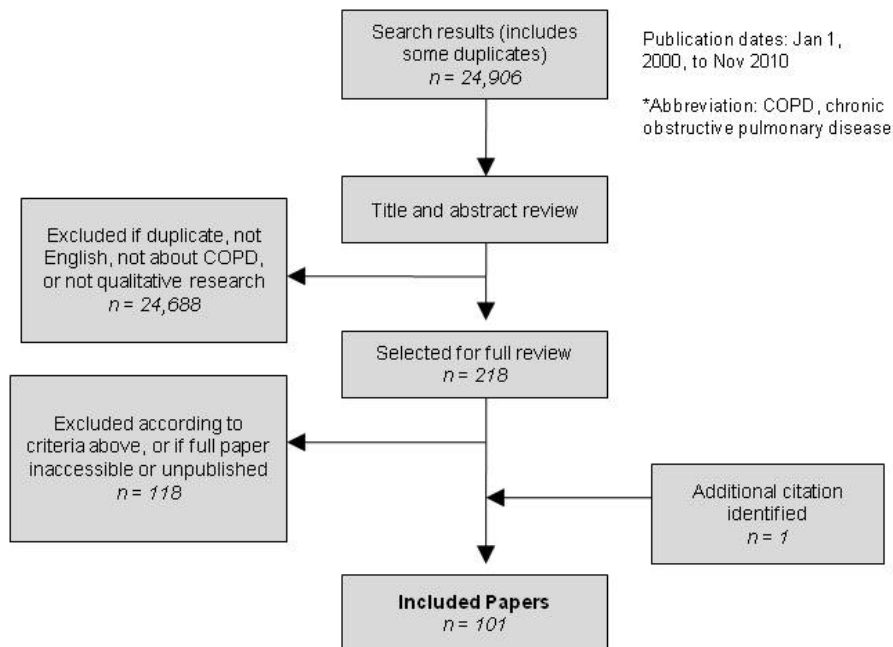 Search results (includes
some duplicates)
n = 24,906
Publication dates: Jan 1,
2000, to Nov 2010
*Abbreviation: COPD, chronic
obstructive pulmonary disease
Title and abstract review
Excluded if duplicate, not
English, not about COPD,
or not qualitative research
n = 24,688
Selected for full review
n = 218
Excluded according to
criteria above, or if full paper
inaccessible or unpublished
n = 118
Additional citation
identified
n = 1
Included Papers
n = 101